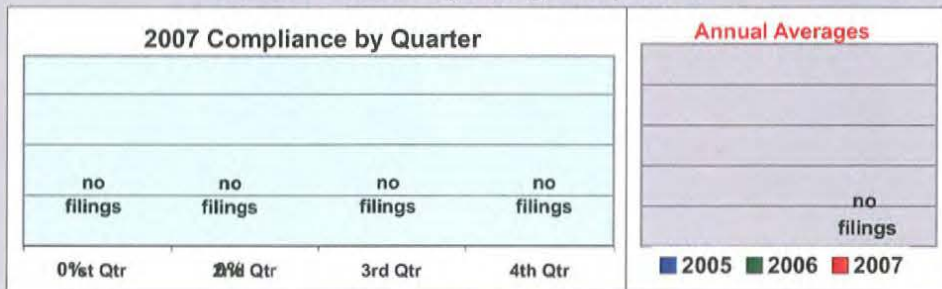 2007 Compliance by Quarter
no no no no
filings filings filings filings
Qtr Qtr 3rd Qtr 4th Qtr
Annual Averages
no
filings
2005 2006 2007